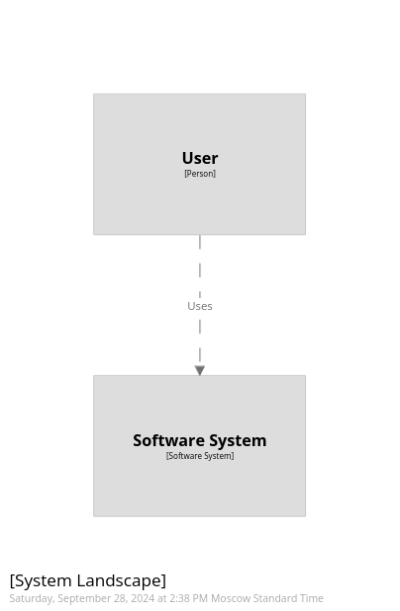 User
[Person]
Uses
Software System
[Software System]
[System Landscape]
Saturday, September 28, 2024 at 2:38 PM Moscow Standard Time